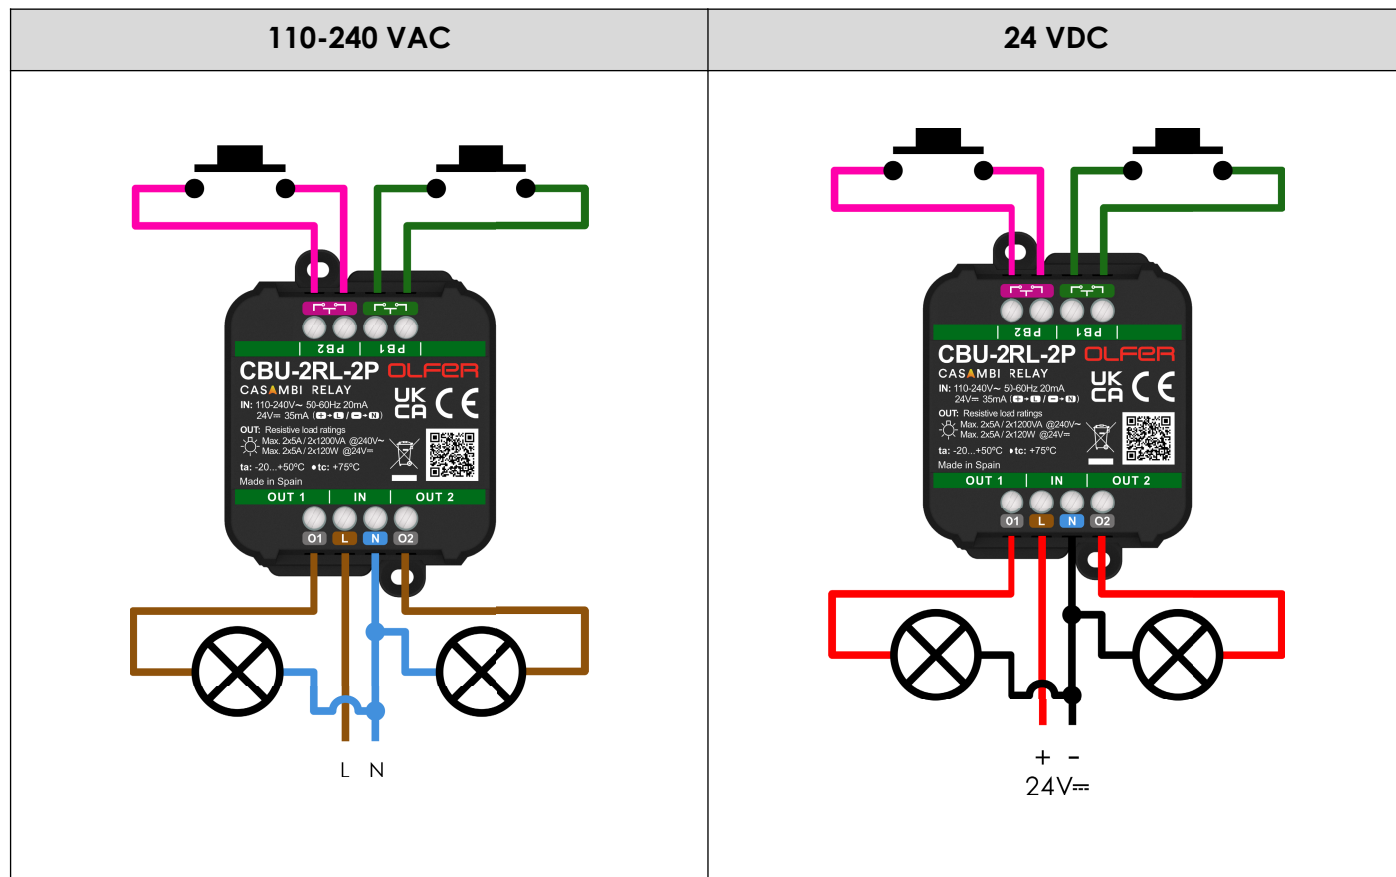 110-240 VAC
24 VDC
PB2 PB1
CBU-2RL-2P OLFER
CASAMBI RELAY
UK CA CE
IN: 110-240V~ 50-60Hz 20mA
24V⎓ 35mA (+→L / −→N)
OUT: Resistive load ratings
Max. 2x5A / 2x1200VA @240V~
Max. 2x5A / 2x120W @24V⎓
ta: -20...+50ºC •tc: +75ºC
Made in Spain
OUT 1 | IN | OUT 2
O1 L N O2
L N
PB2 PB1
CBU-2RL-2P OLFER
CASAMBI RELAY
UK CA CE
IN: 110-240V~ 50-60Hz 20mA
24V⎓ 35mA (+→L / −→N)
OUT: Resistive load ratings
Max. 2x5A / 2x1200VA @240V~
Max. 2x5A / 2x120W @24V⎓
ta: -20...+50ºC •tc: +75ºC
Made in Spain
OUT 1 | IN | OUT 2
O1 L N O2
+ -
24V⎓